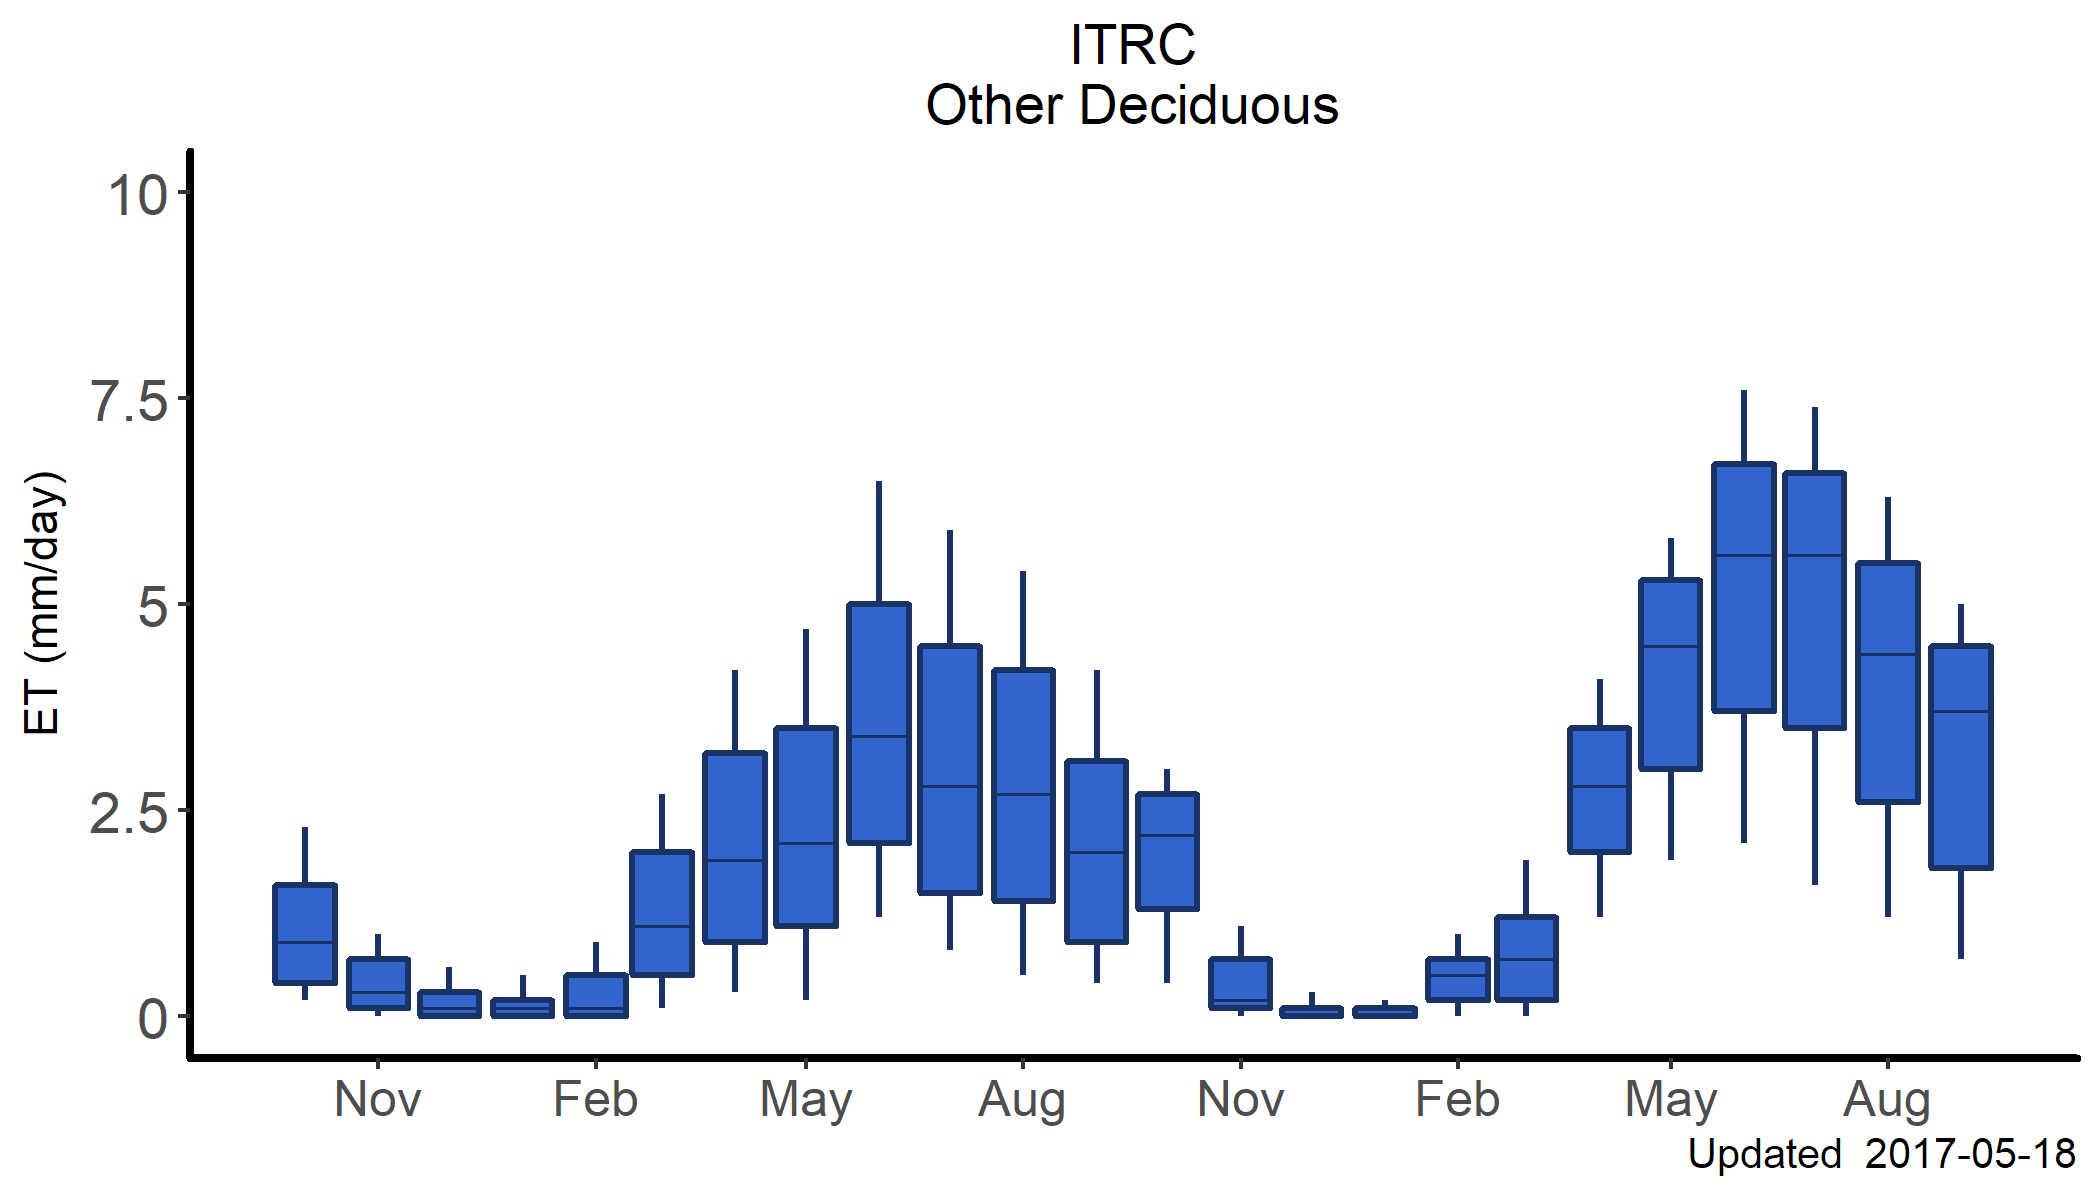 ITRC
Other Deciduous
10
7.5
5
2.5
0
ET (mm/day)
Nov Feb May Aug Nov Feb May Aug
Updated 2017-05-18